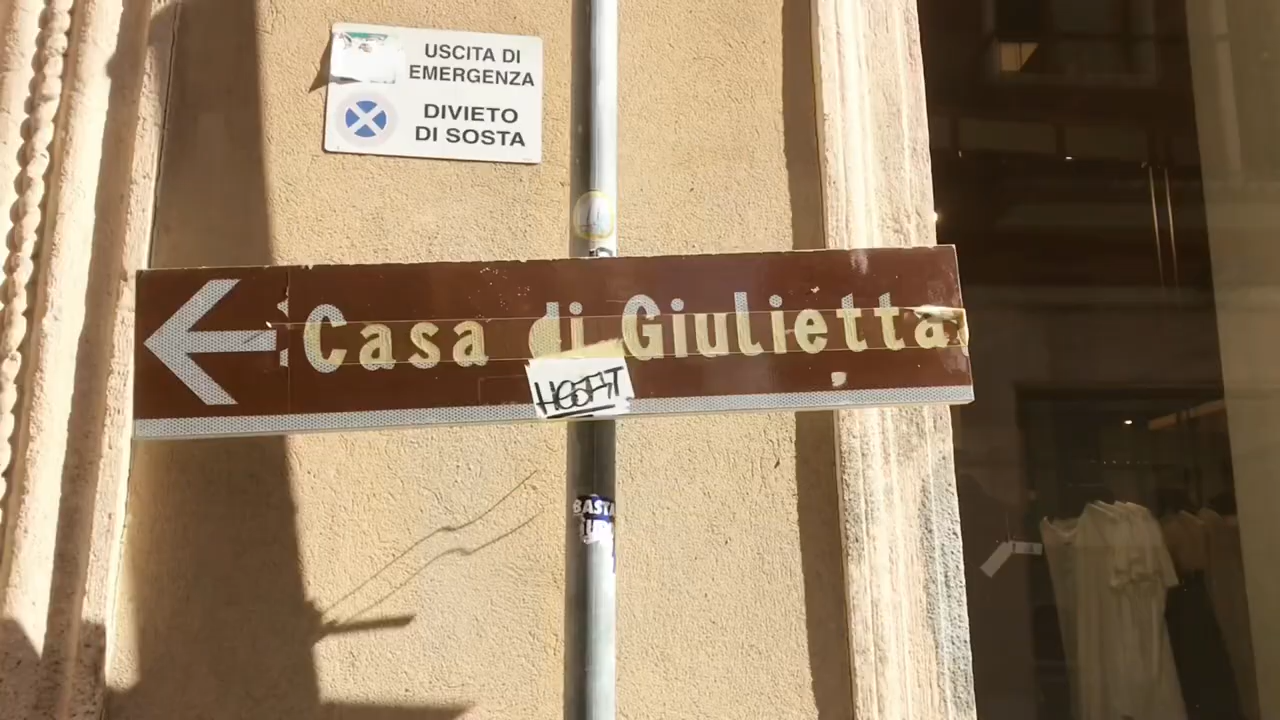 USCITA DI
EMERGENZA
DIVIETO
DI SOSTA
Casa di Giulietta
BASTA